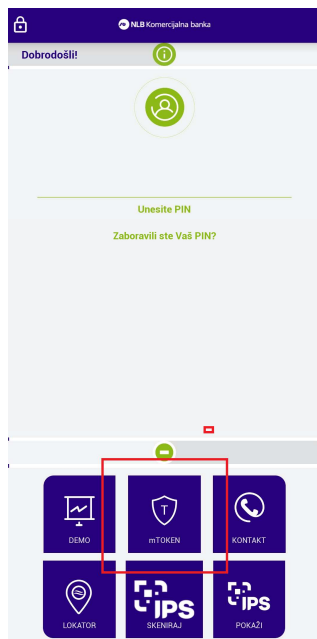 NLB Komercijalna banka
Dobrodošli!
Unesite PIN
Zaboravili ste Vaš PIN?
T
DEMO
mTOKEN
KONTAKT
IPS
IPS
LOKATOR
SKENIRAJ
POKAŽI